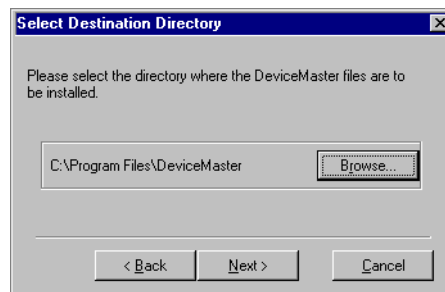 Select Destination Directory
Please select the directory where the DeviceMaster files are to
be installed.
C:\Program Files\DeviceMaster
Browse...
< Back
Next >
Cancel